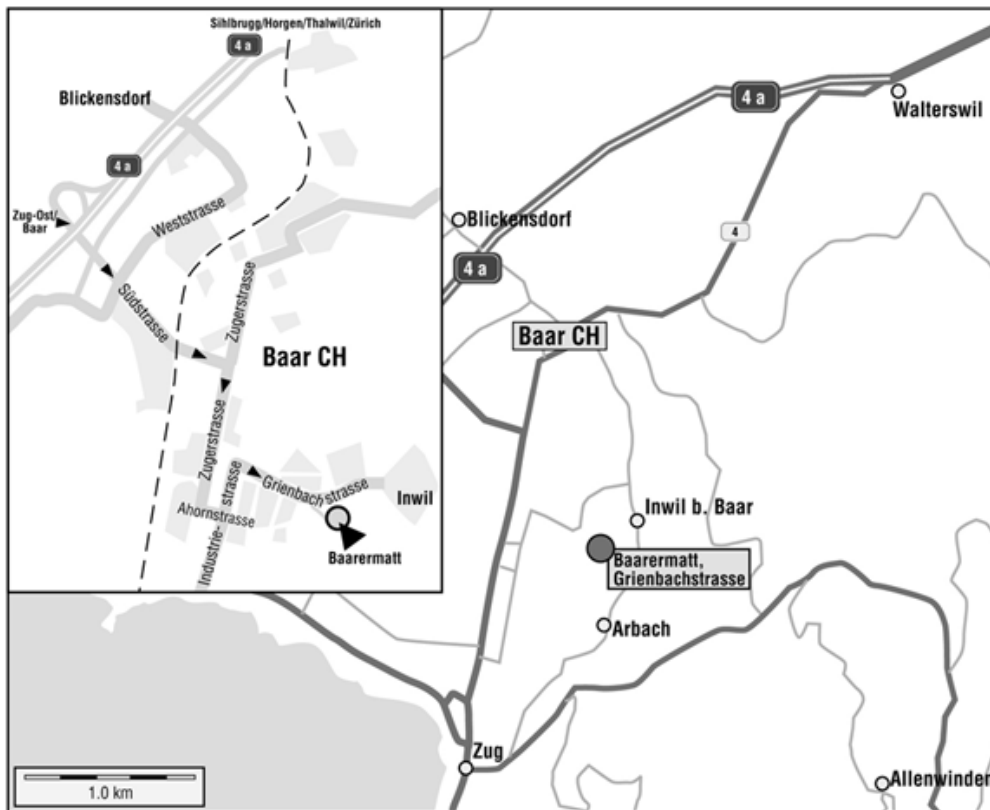 Sihlbrugg/Horgen/Thalwil/Zürich
4 a
Blickensdorf
4 a
Zug-Ost/
Baar
Weststrasse
Südstrasse
Zugerstrasse
Baar CH
Zugerstrasse
Grienbachstrasse
Inwil
Ahornstrasse
Industrie-
strasse
Baarermatt
4 a
Walterswil
Blickensdorf
4
4 a
Baar CH
Inwil b. Baar
Baarermatt,
Grienbachstrasse
Arbach
Zug
Allenwinden
1.0 km